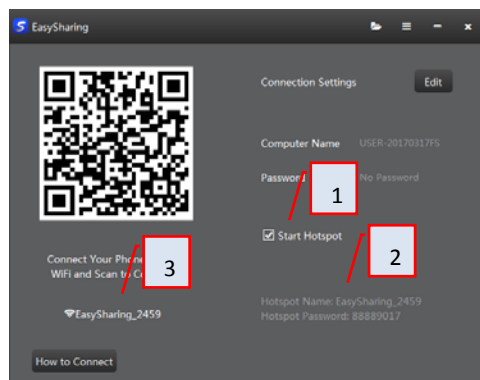 EasySharing
Connection Settings
Edit
Computer Name USER-20170317FS
Password No Password
1
Start Hotspot
2
Connect Your Phone
WiFi and Scan to
3
EasySharing_2459
Hotspot Name: EasySharing_2459
Hotspot Password: 88889017
How to Connect